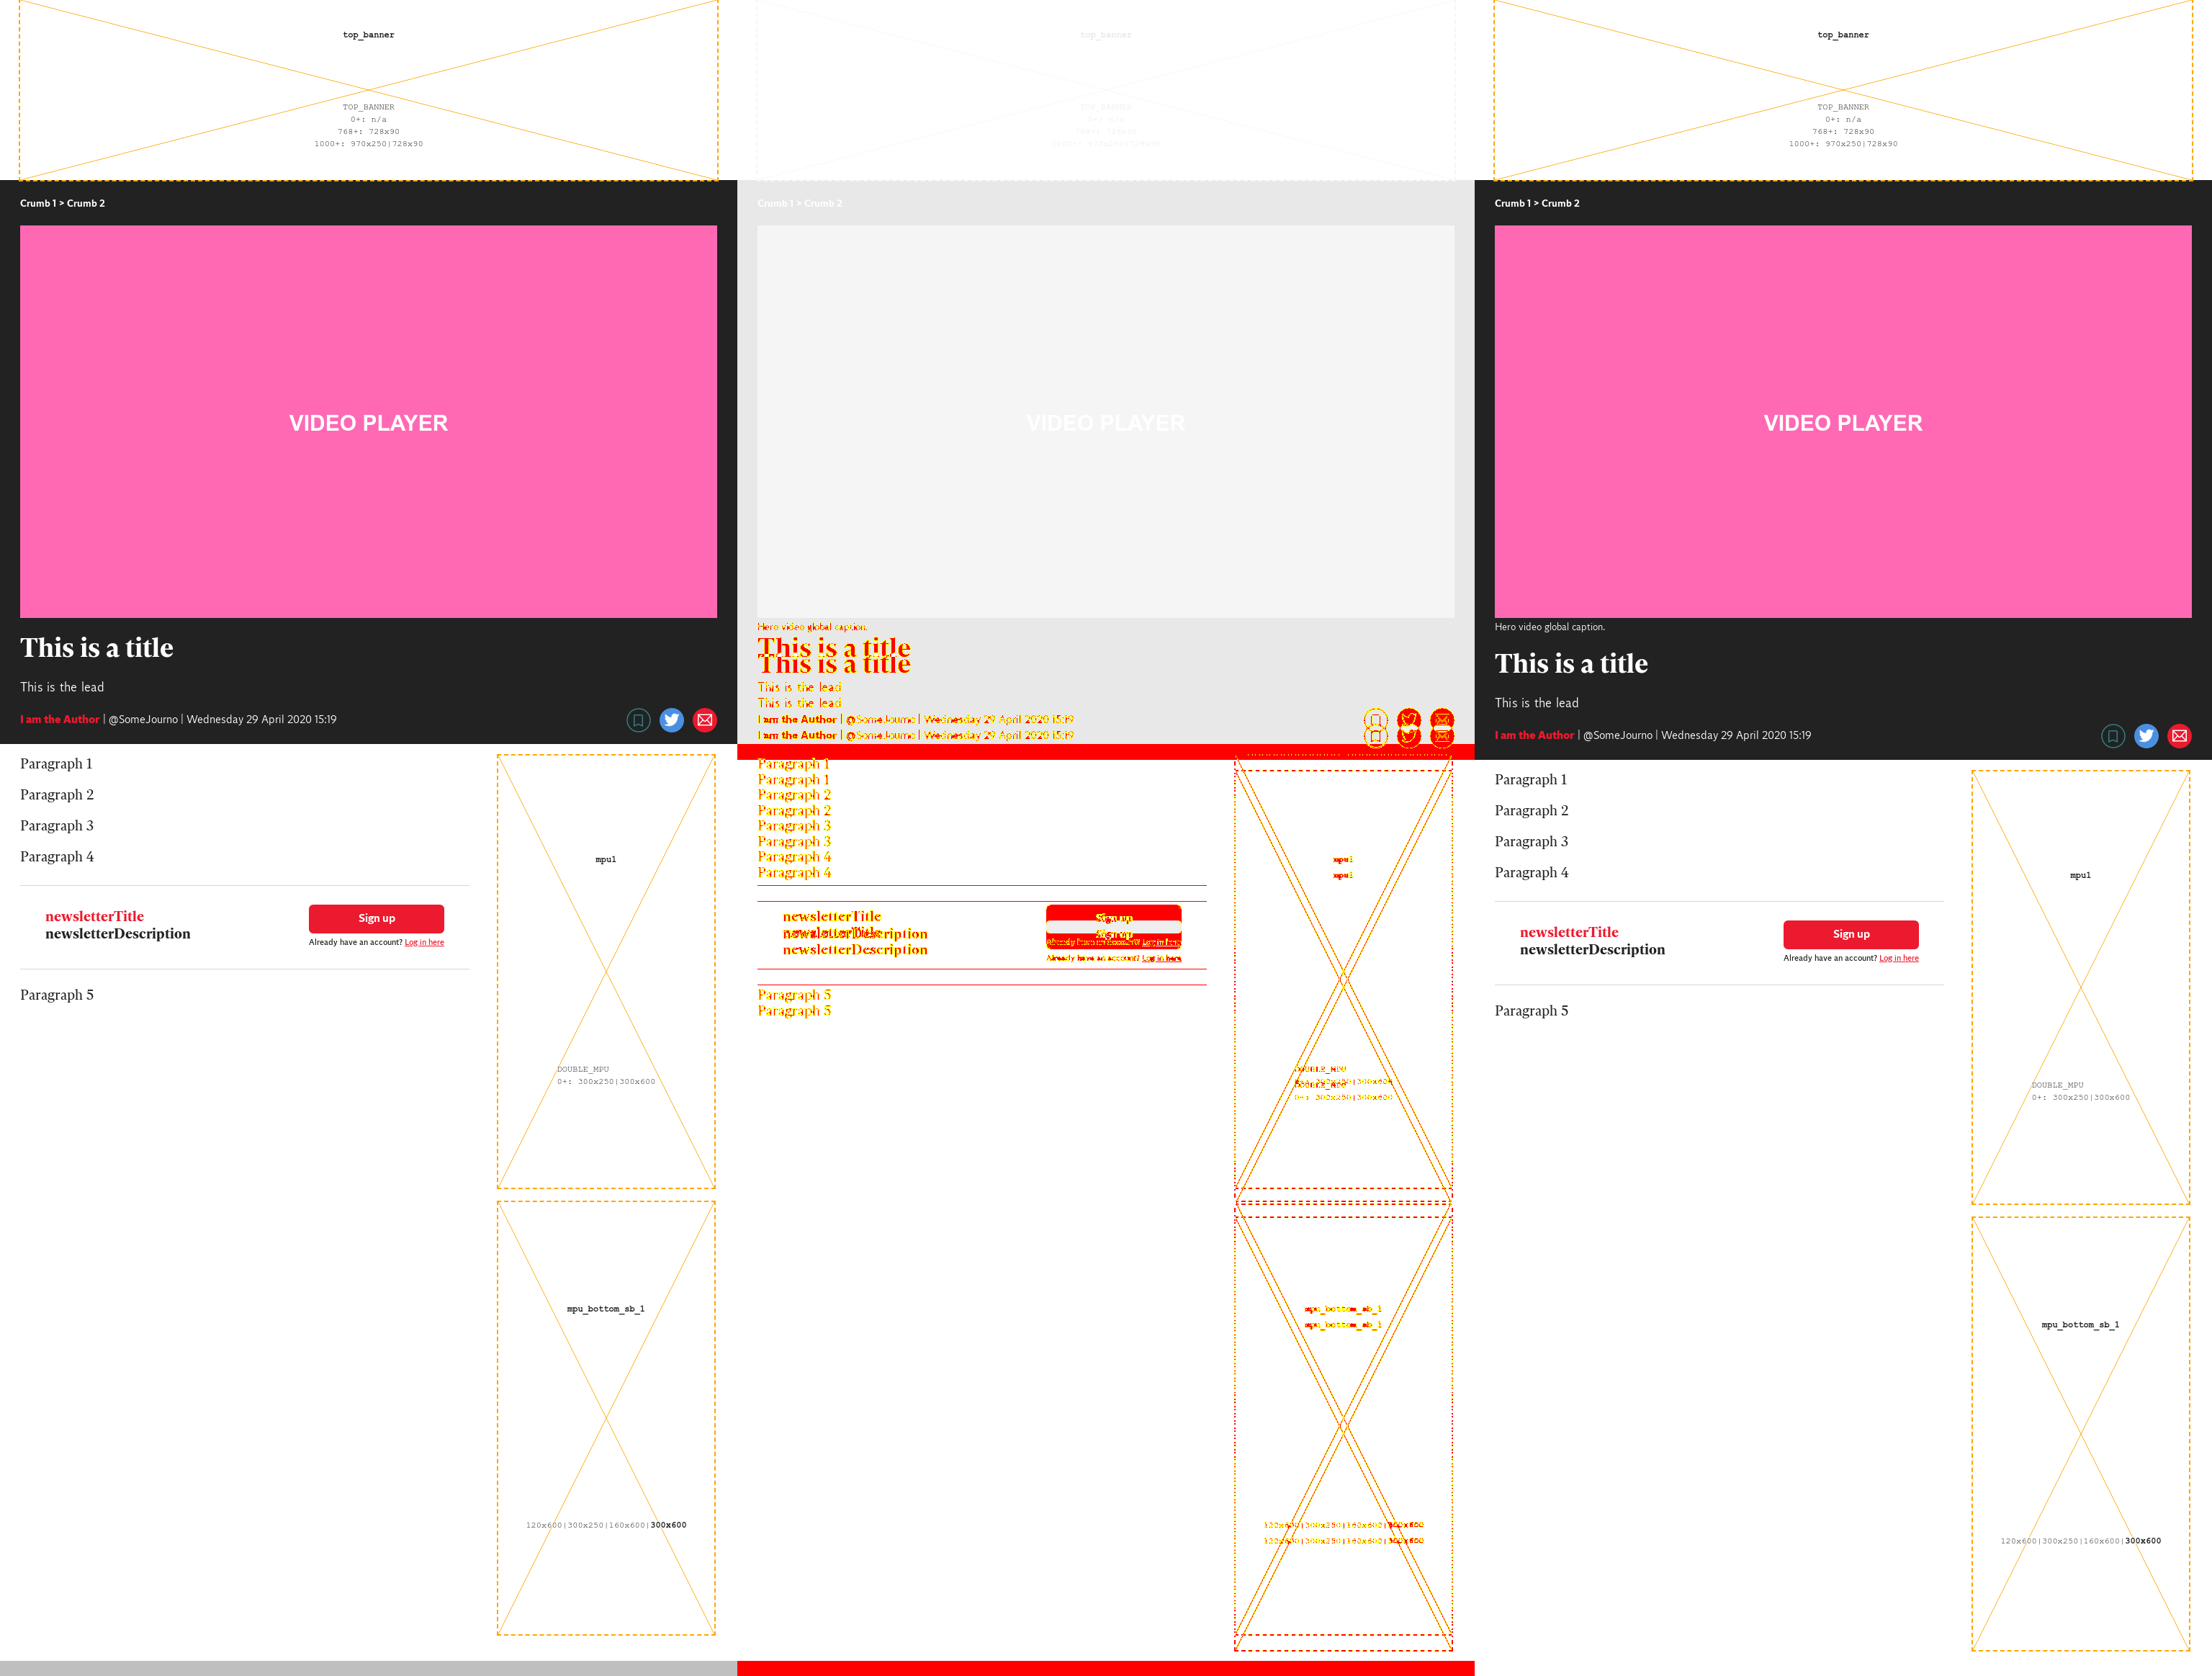 top_banner
TOP_BANNER
0+: n/a
768+: 728x90
1000+: 970x250|728x90
Crumb 1 > Crumb 2
VIDEO PLAYER
This is a title
This is the lead
I am the Author | @SomeJourno | Wednesday 29 April 2020 15:19
Paragraph 1
Paragraph 2
Paragraph 3
Paragraph 4
newsletterTitle
newsletterDescription
Sign up
Already have an account? Log in here
Paragraph 5
mpu1
DOUBLE_MPU
0+: 300x250|300x600
mpu_bottom_sb_1
120x600|300x250|160x600|300x600
top_banner
TOP_BANNER
0+: n/a
768+: 728x90
1000+: 970x250|728x90
Crumb 1 > Crumb 2
VIDEO PLAYER
Hero video global caption.
This is a title
This is a title
This is the lead
This is the lead
I am the Author | @SomeJourno | Wednesday 29 April 2020 15:19
I am the Author | @SomeJourno | Wednesday 29 April 2020 15:19
Paragraph 1
Paragraph 1
Paragraph 2
Paragraph 2
Paragraph 3
Paragraph 3
Paragraph 4
Paragraph 4
newsletterTitle
newsletterTitle
newsletterDescription
newsletterDescription
Sign up
Sign up
Already have an account? Log in here
Already have an account? Log in here
Paragraph 5
Paragraph 5
mpu1
mpu1
DOUBLE_MPU
0+: 300x250|300x600
DOUBLE_MPU
0+: 300x250|300x600
mpu_bottom_sb_1
mpu_bottom_sb_1
120x600|300x250|160x600|300x600
120x600|300x250|160x600|300x600
top_banner
TOP_BANNER
0+: n/a
768+: 728x90
1000+: 970x250|728x90
Crumb 1 > Crumb 2
VIDEO PLAYER
Hero video global caption.
This is a title
This is the lead
I am the Author | @SomeJourno | Wednesday 29 April 2020 15:19
Paragraph 1
Paragraph 2
Paragraph 3
Paragraph 4
newsletterTitle
newsletterDescription
Sign up
Already have an account? Log in here
Paragraph 5
mpu1
DOUBLE_MPU
0+: 300x250|300x600
mpu_bottom_sb_1
120x600|300x250|160x600|300x600